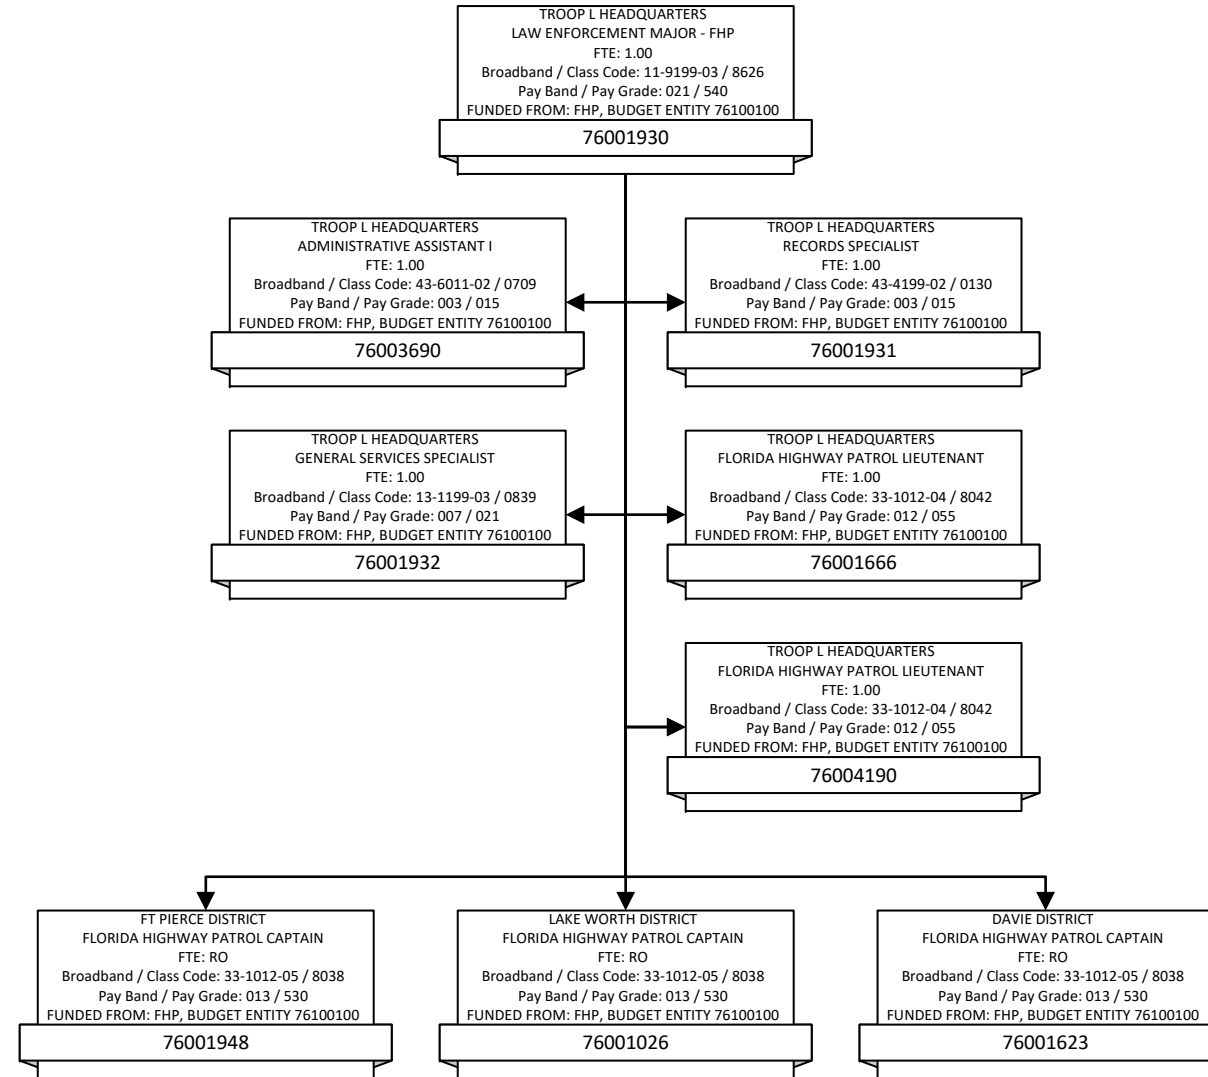 TROOP L HEADQUARTERS
LAW ENFORCEMENT MAJOR - FHP
FTE: 1.00
Broadband / Class Code: 11-9199-03 / 8626
Pay Band / Pay Grade: 021 / 540
FUNDED FROM: FHP, BUDGET ENTITY 76100100
76001930
TROOP L HEADQUARTERS
ADMINISTRATIVE ASSISTANT I
FTE: 1.00
Broadband / Class Code: 43-6011-02 / 0709
Pay Band / Pay Grade: 003 / 015
FUNDED FROM: FHP, BUDGET ENTITY 76100100
76003690
TROOP L HEADQUARTERS
RECORDS SPECIALIST
FTE: 1.00
Broadband / Class Code: 43-4199-02 / 0130
Pay Band / Pay Grade: 003 / 015
FUNDED FROM: FHP, BUDGET ENTITY 76100100
76001931
TROOP L HEADQUARTERS
GENERAL SERVICES SPECIALIST
FTE: 1.00
Broadband / Class Code: 13-1199-03 / 0839
Pay Band / Pay Grade: 007 / 021
FUNDED FROM: FHP, BUDGET ENTITY 76100100
76001932
TROOP L HEADQUARTERS
FLORIDA HIGHWAY PATROL LIEUTENANT
FTE: 1.00
Broadband / Class Code: 33-1012-04 / 8042
Pay Band / Pay Grade: 012 / 055
FUNDED FROM: FHP, BUDGET ENTITY 76100100
76001666
TROOP L HEADQUARTERS
FLORIDA HIGHWAY PATROL LIEUTENANT
FTE: 1.00
Broadband / Class Code: 33-1012-04 / 8042
Pay Band / Pay Grade: 012 / 055
FUNDED FROM: FHP, BUDGET ENTITY 76100100
76004190
FT PIERCE DISTRICT
FLORIDA HIGHWAY PATROL CAPTAIN
FTE: RO
Broadband / Class Code: 33-1012-05 / 8038
Pay Band / Pay Grade: 013 / 530
FUNDED FROM: FHP, BUDGET ENTITY 76100100
76001948
LAKE WORTH DISTRICT
FLORIDA HIGHWAY PATROL CAPTAIN
FTE: RO
Broadband / Class Code: 33-1012-05 / 8038
Pay Band / Pay Grade: 013 / 530
FUNDED FROM: FHP, BUDGET ENTITY 76100100
76001026
DAVIE DISTRICT
FLORIDA HIGHWAY PATROL CAPTAIN
FTE: RO
Broadband / Class Code: 33-1012-05 / 8038
Pay Band / Pay Grade: 013 / 530
FUNDED FROM: FHP, BUDGET ENTITY 76100100
76001623